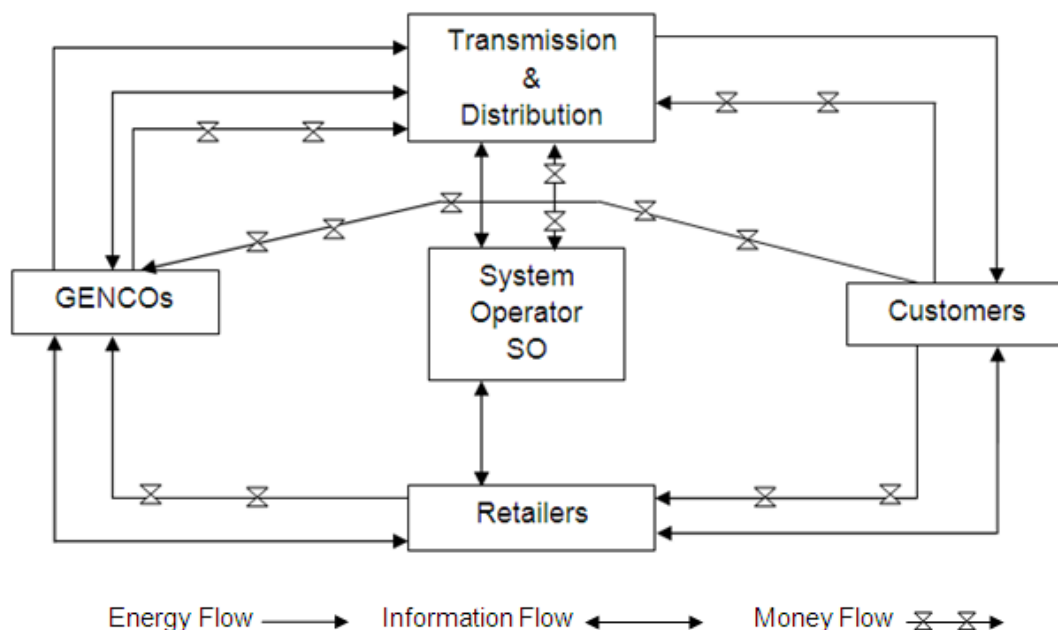 Transmission
&
Distribution
GENCOs
System
Operator
SO
Customers
Retailers
Energy Flow
Information Flow
Money Flow